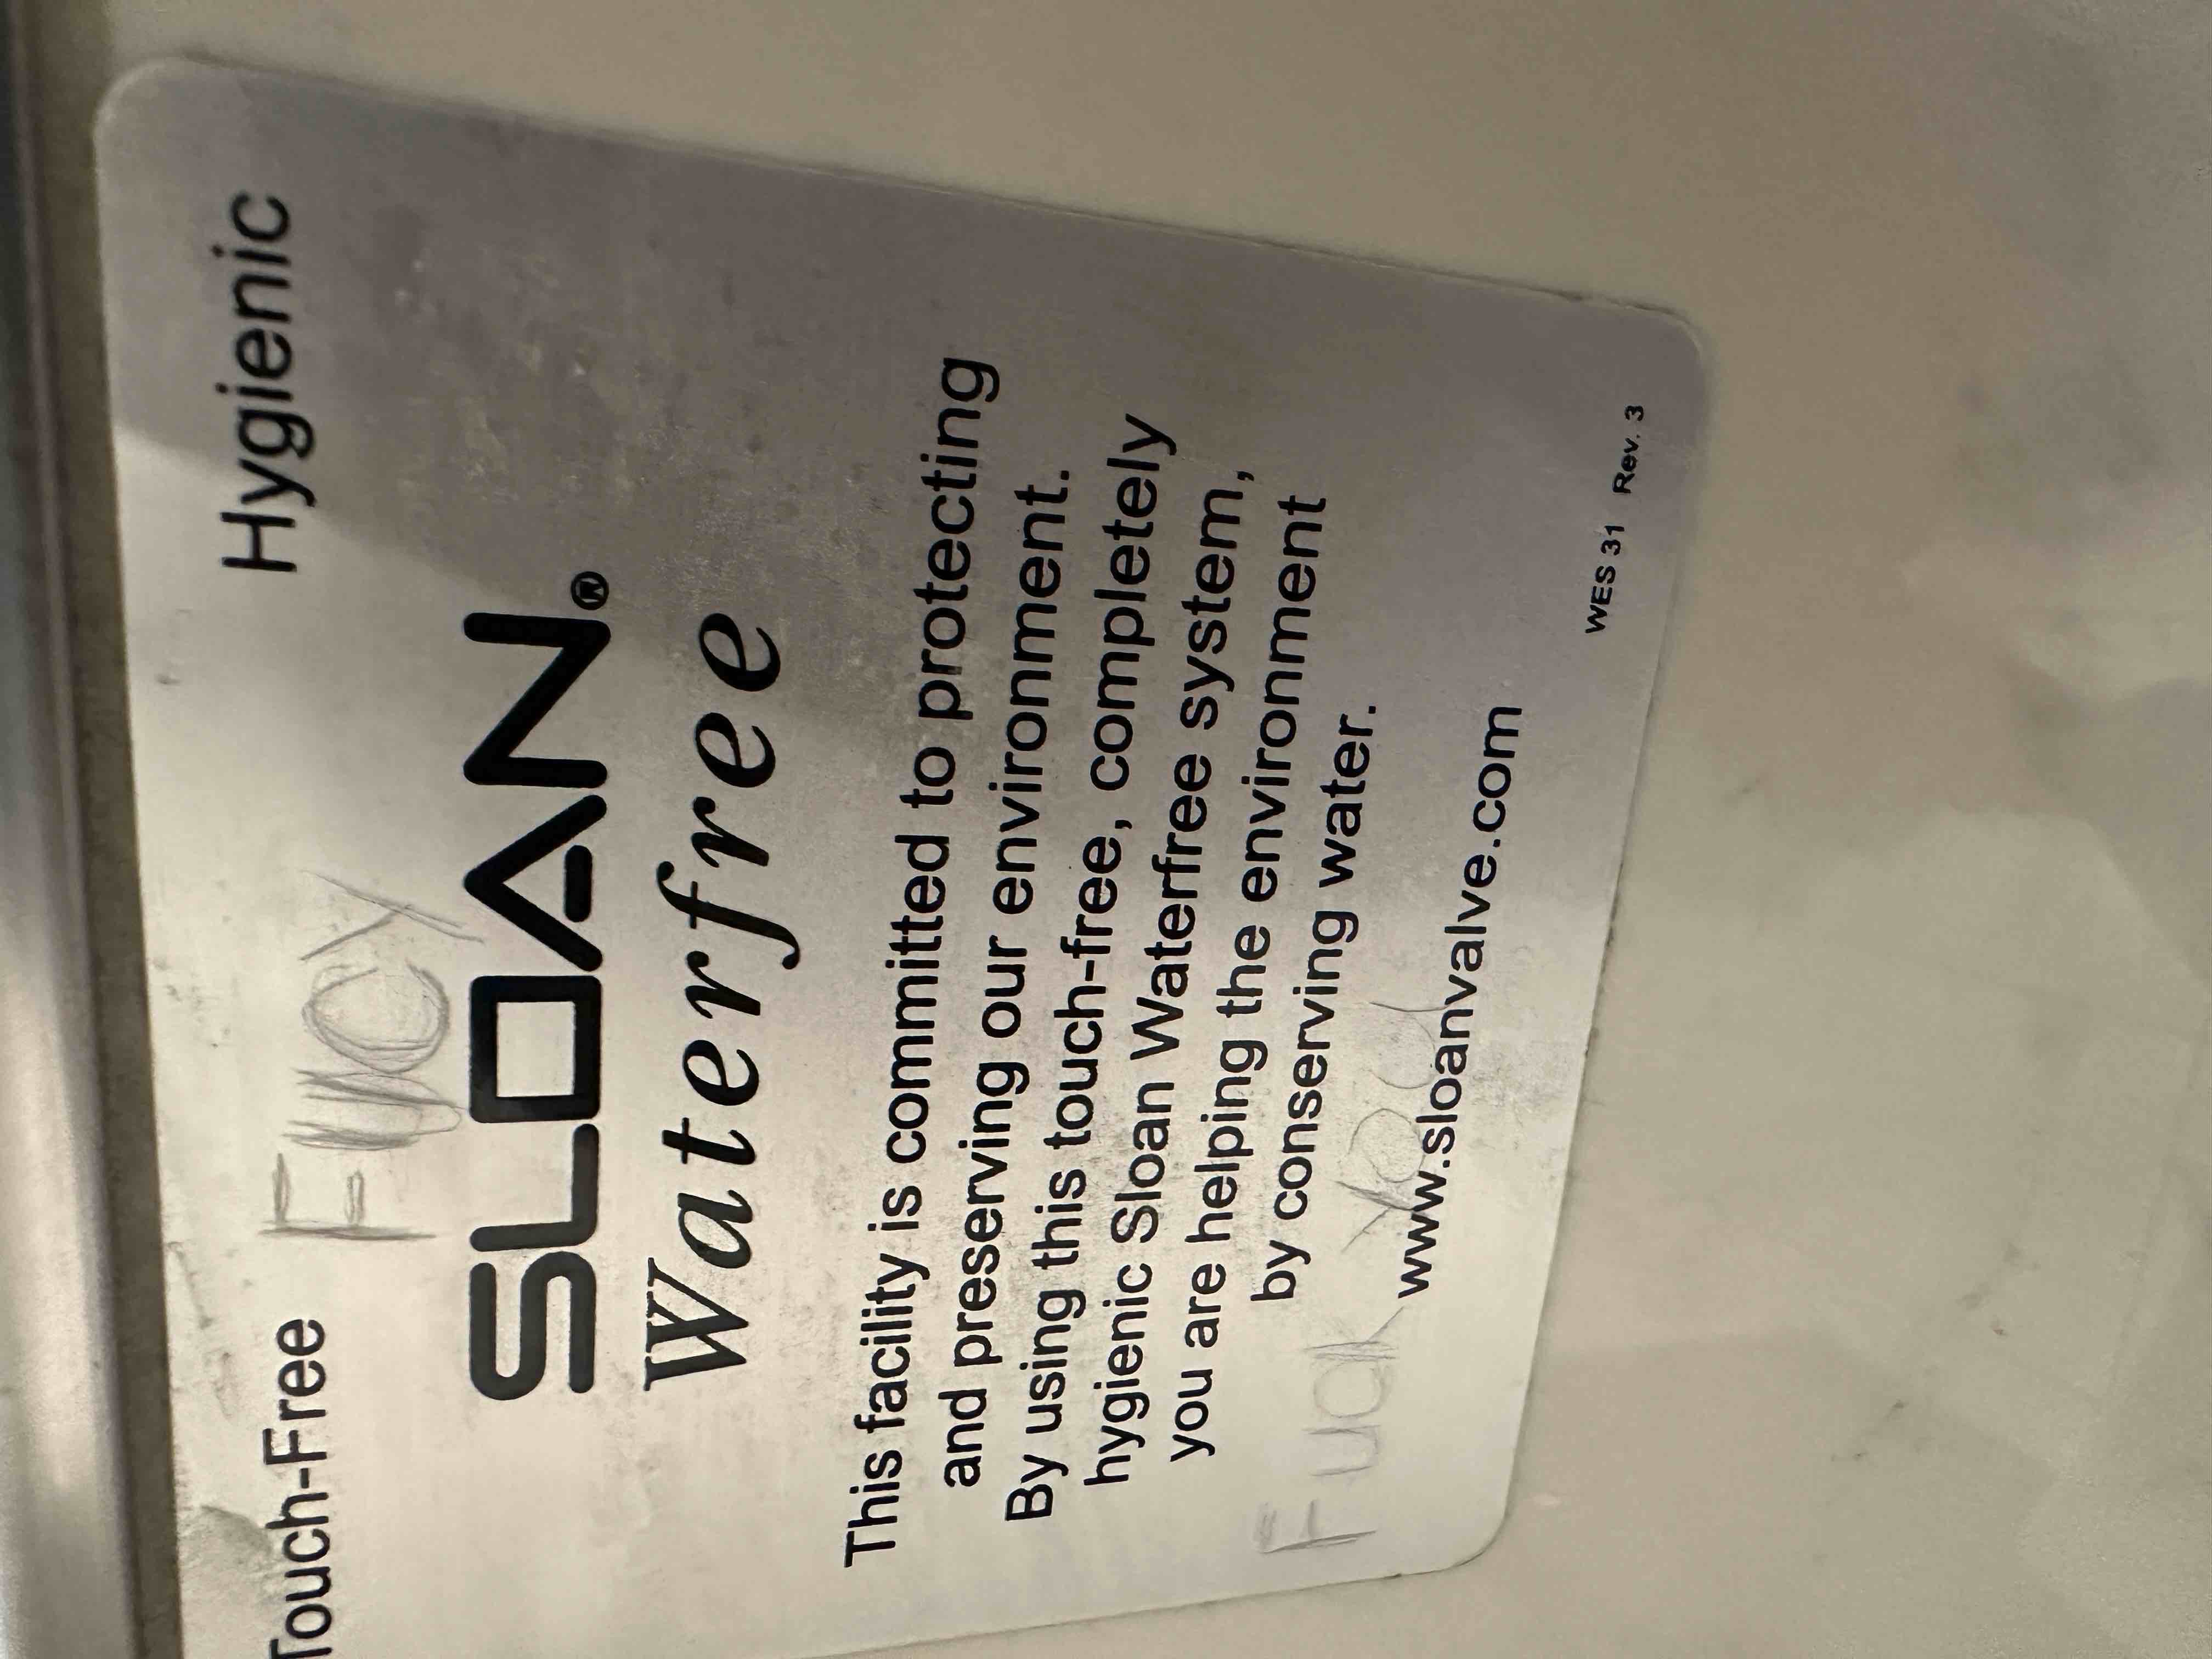 Touch-Free Hygienic
SLOAN®
Waterfree
This facility is committed to protecting
and preserving our environment.
By using this touch-free, completely
hygienic Sloan Waterfree system,
you are helping the environment
by conserving water.
Fuck you
www.sloanvalve.com
WES 31 Rev. 3